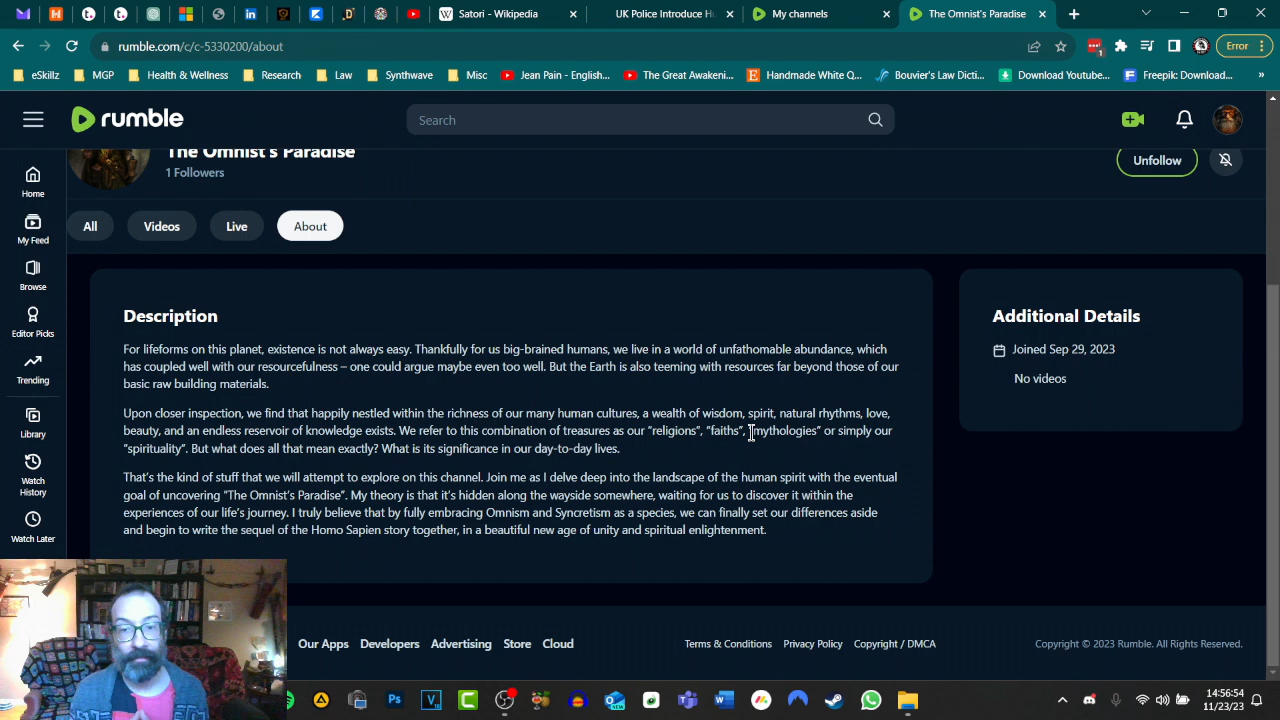 Satori - Wikipedia
UK Police Introduce H
My channels
The Omnist's Paradise
rumble.com/c/c-5330200/about
Error
eSkillz
MGP
Health & Wellness
Research
Law
Synthwave
Misc
Jean Pain - English...
The Great Awakeni...
Handmade White Q...
Bouvier's Law Dicti...
Download Youtube...
Freepik: Download...
rumble
Search
The Omnist's Paradise
1 Followers
Unfollow
Home
My Feed
Browse
Editor Picks
Trending
Library
Watch
History
Watch Later
All
Videos
Live
About
Description
For lifeforms on this planet, existence is not always easy. Thankfully for us big-brained humans, we live in a world of unfathomable abundance, which
has coupled well with our resourcefulness – one could argue maybe even too well. But the Earth is also teeming with resources far beyond those of our
basic raw building materials.
Upon closer inspection, we find that happily nestled within the richness of our many human cultures, a wealth of wisdom, spirit, natural rhythms, love,
beauty, and an endless reservoir of knowledge exists. We refer to this combination of treasures as our “religions”, “faiths”, “mythologies” or simply our
“spirituality”. But what does all that mean exactly? What is its significance in our day-to-day lives.
That’s the kind of stuff that we will attempt to explore on this channel. Join me as I delve deep into the landscape of the human spirit with the eventual
goal of uncovering “The Omnist’s Paradise”. My theory is that it’s hidden along the wayside somewhere, waiting for us to discover it within the
experiences of our life’s journey. I truly believe that by fully embracing Omnism and Syncretism as a species, we can finally set our differences aside
and begin to write the sequel of the Homo Sapien story together, in a beautiful new age of unity and spiritual enlightenment.
Additional Details
Joined Sep 29, 2023
No videos
Our Apps
Developers
Advertising
Store
Cloud
Terms & Conditions
Privacy Policy
Copyright / DMCA
Copyright © 2023 Rumble. All Rights Reserved.
14:56:54
11/23/23